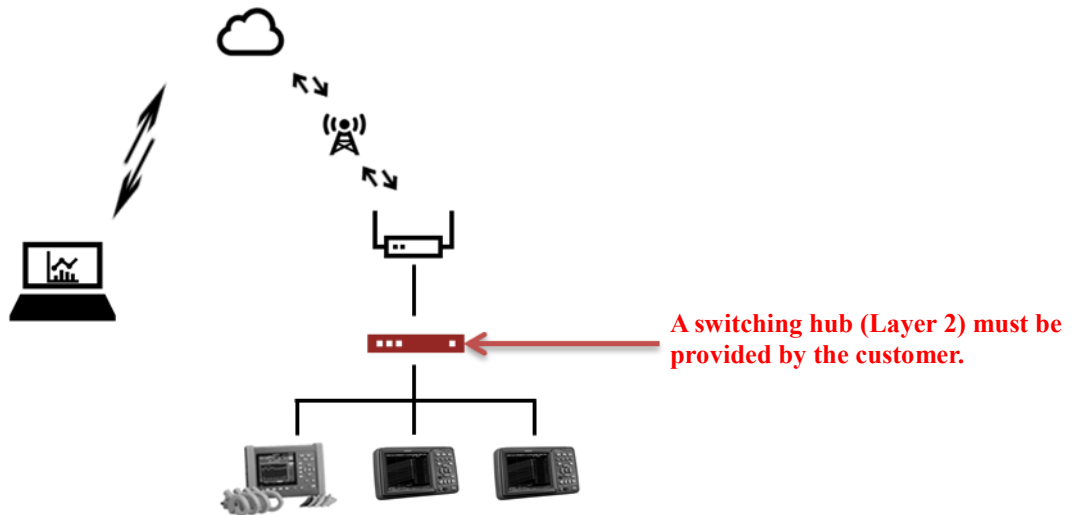 A switching hub (Layer 2) must be
provided by the customer.